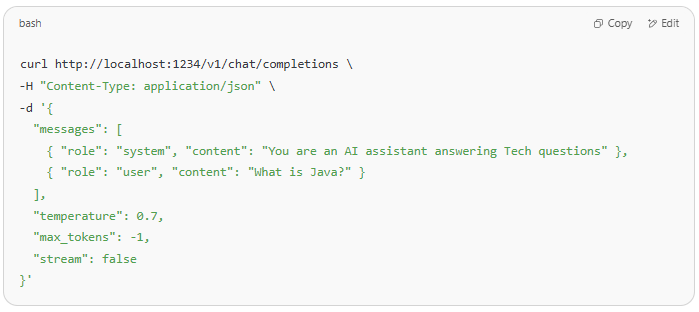 bash Copy Edit
curl http://localhost:1234/v1/chat/completions \
-H "Content-Type: application/json" \
-d '{
  "messages": [
    { "role": "system", "content": "You are an AI assistant answering Tech questions" },
    { "role": "user", "content": "What is Java?" }
  ],
  "temperature": 0.7,
  "max_tokens": -1,
  "stream": false
}'